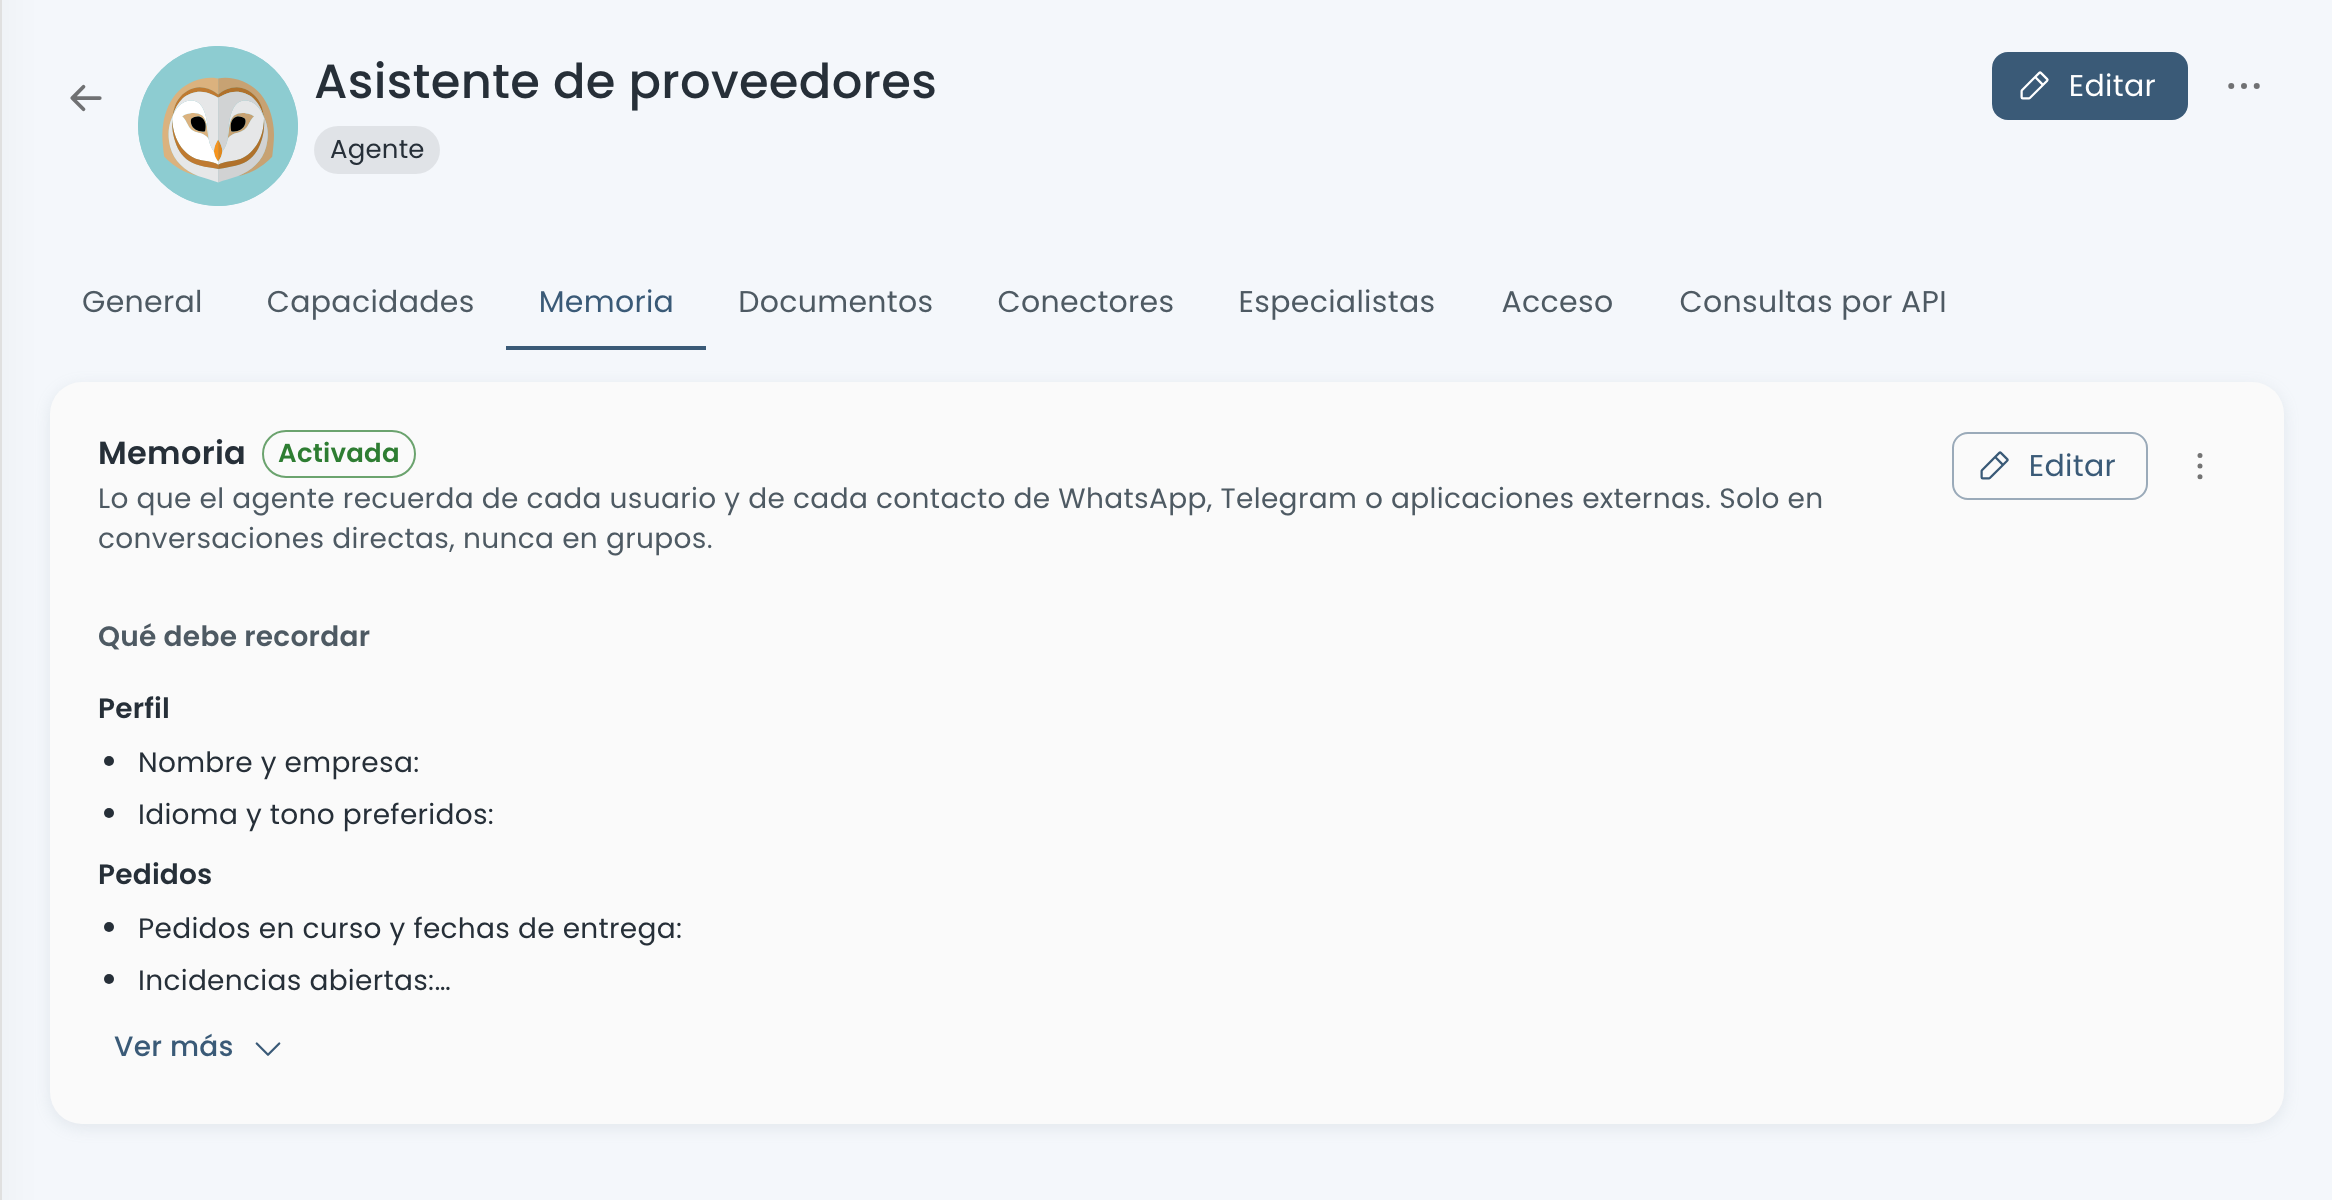 Asistente de proveedores
Agente
Editar
General
Capacidades
Memoria
Documentos
Conectores
Especialistas
Acceso
Consultas por API
Memoria
Activada
Editar
Lo que el agente recuerda de cada usuario y de cada contacto de WhatsApp, Telegram o aplicaciones externas. Solo en
conversaciones directas, nunca en grupos.
Qué debe recordar
Perfil
• Nombre y empresa:
• Idioma y tono preferidos:
Pedidos
• Pedidos en curso y fechas de entrega:
• Incidencias abiertas:…
Ver más